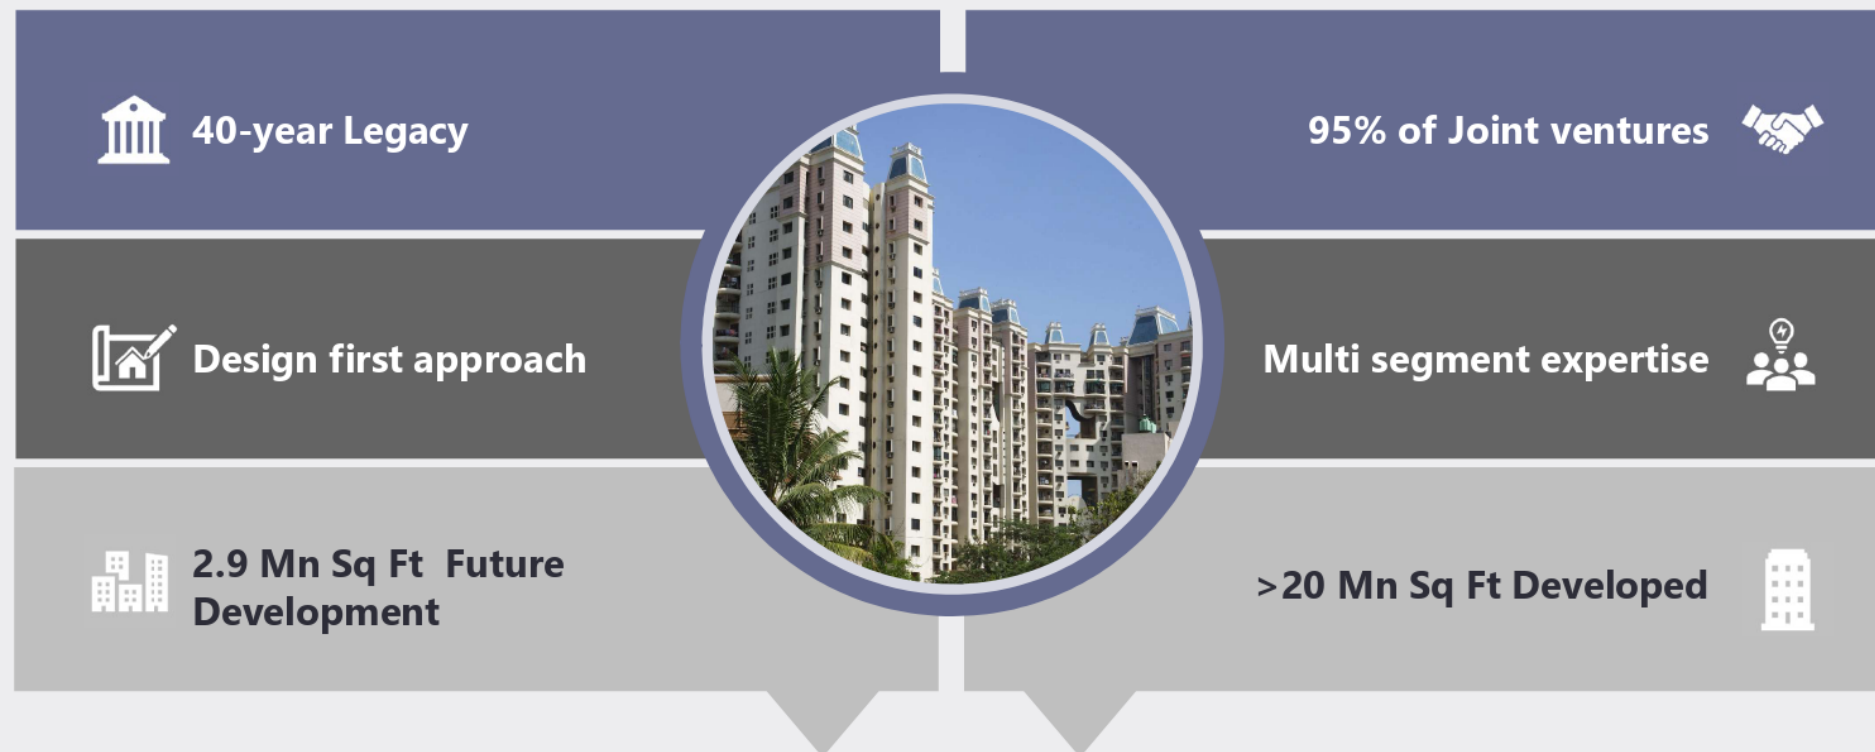 40-year Legacy
95% of Joint ventures
Design first approach
Multi segment expertise
2.9 Mn Sq Ft  Future
Development
>20 Mn Sq Ft Developed